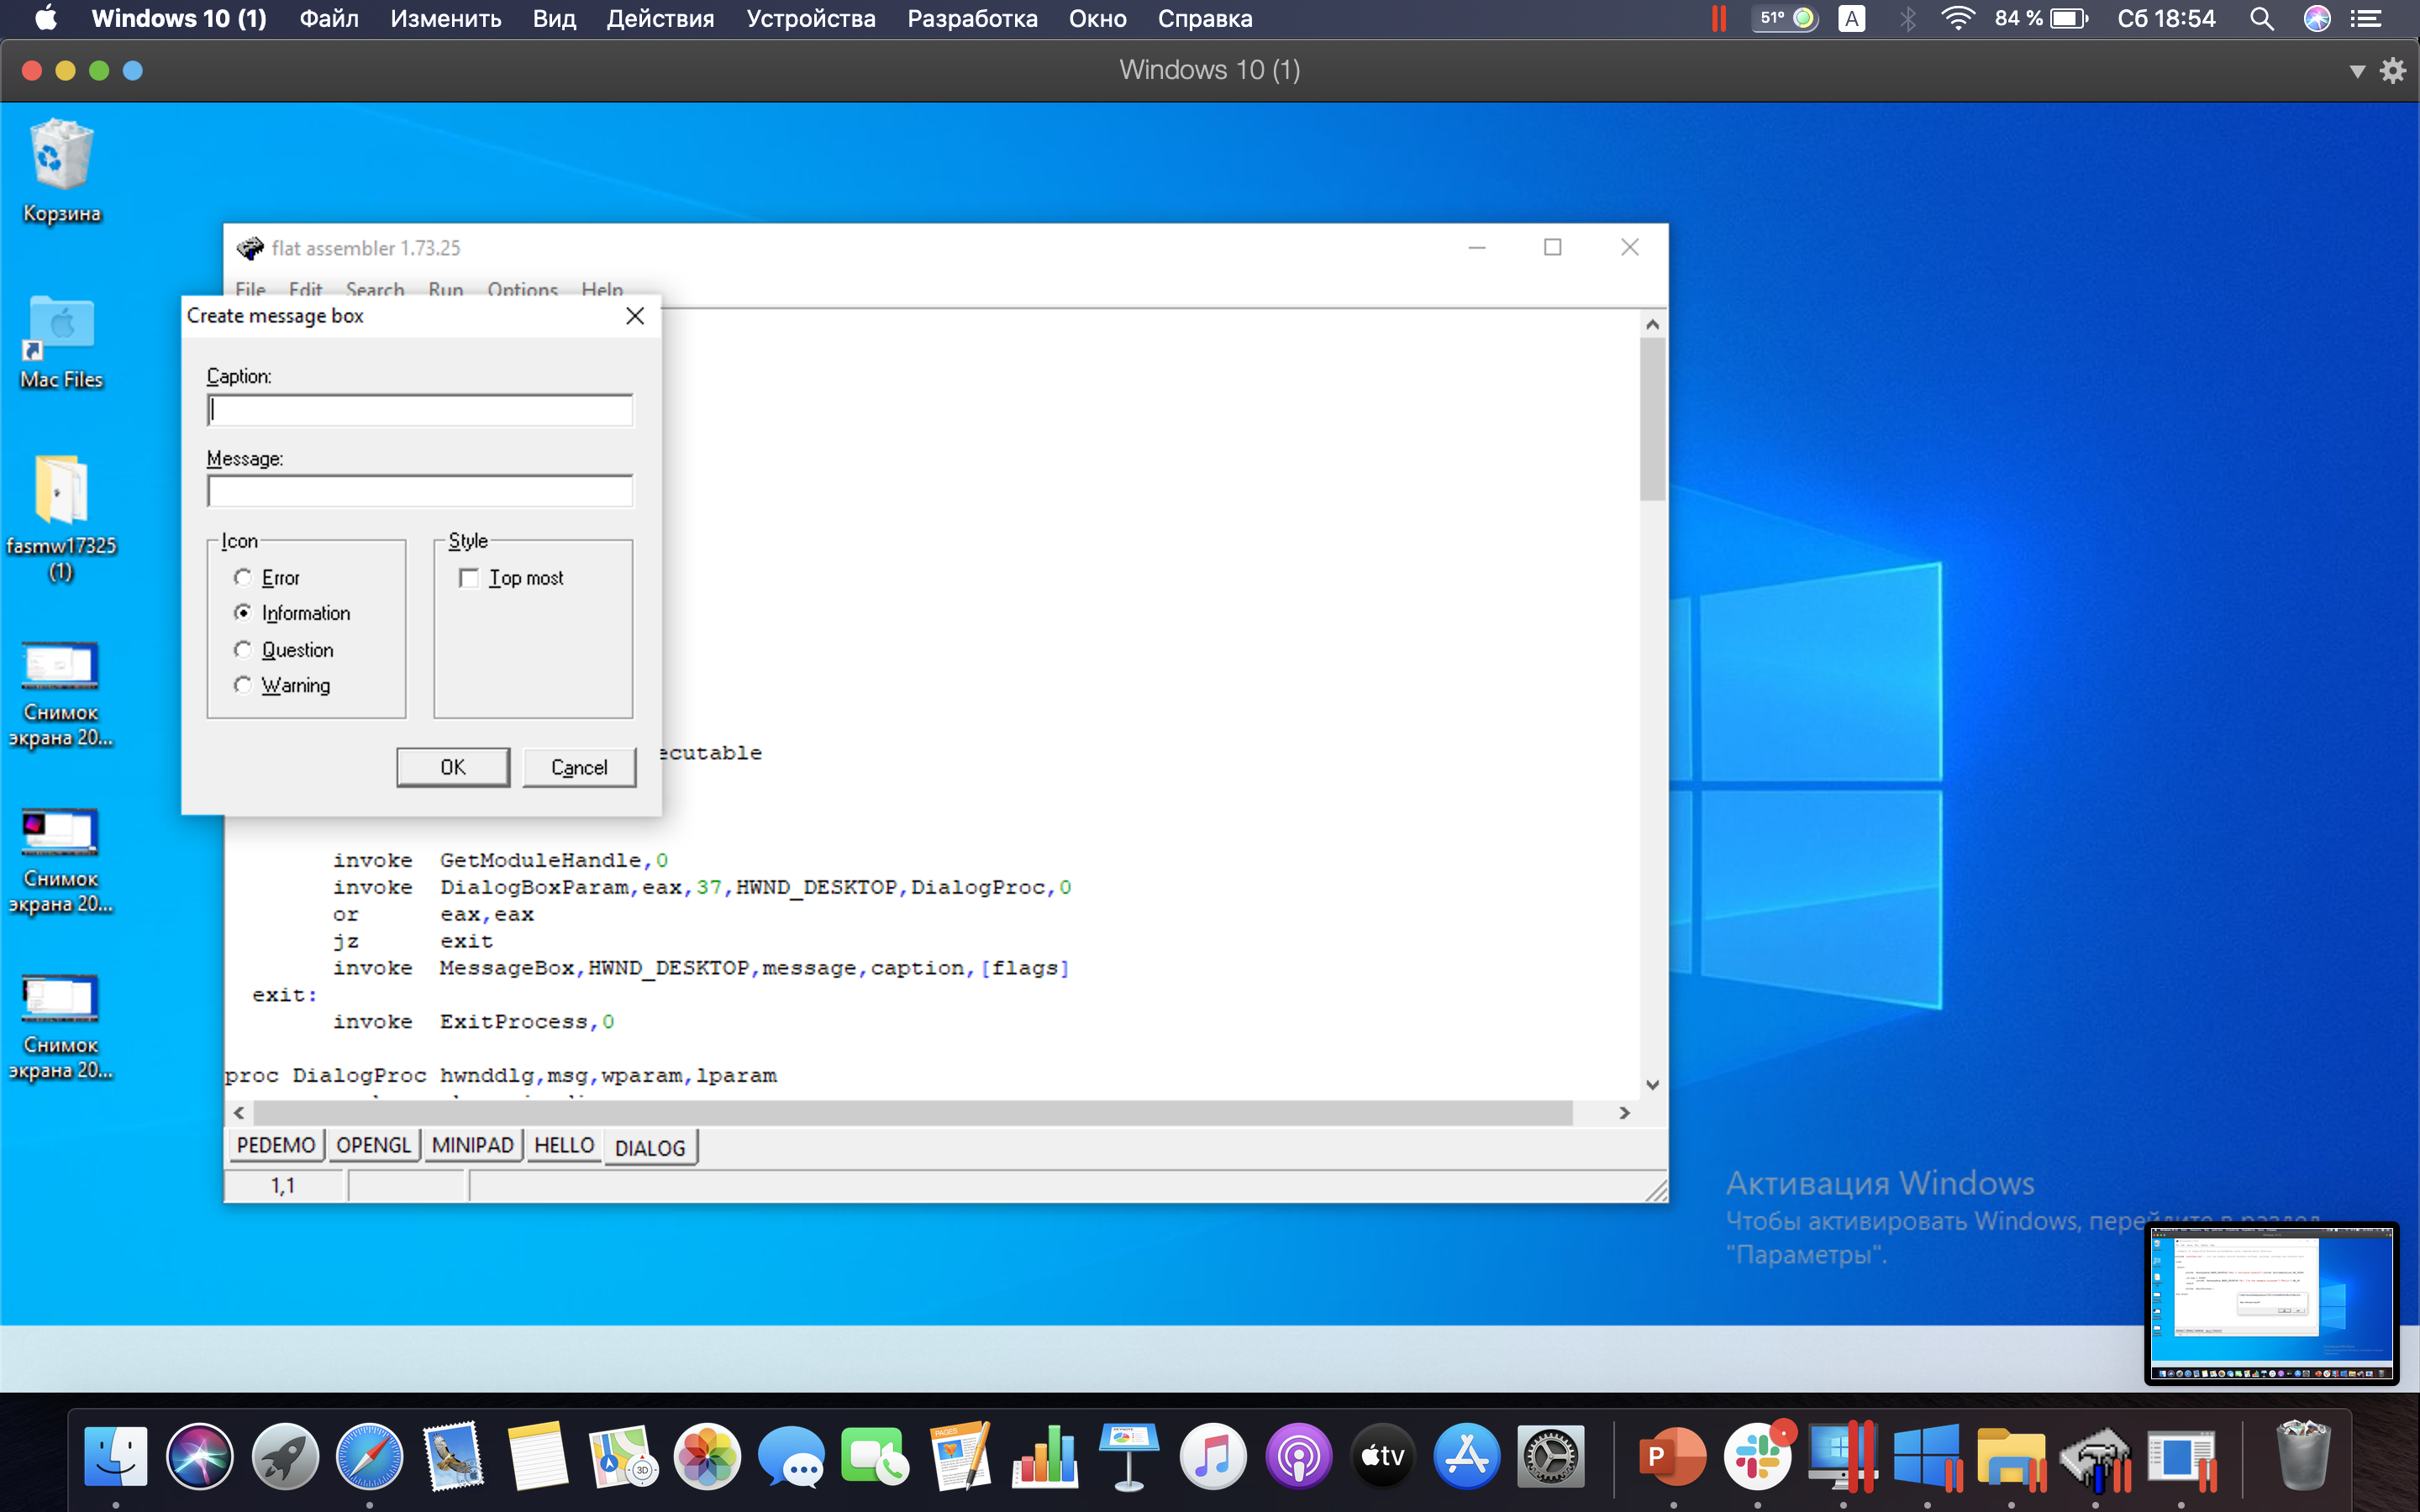 Windows 10 (1) Файл Изменить Вид Действия Устройства Разработка Окно Справка 51° A 84 % Сб 18:54
Windows 10 (1)
Корзина
Mac Files
fasmw17325
(1)
Снимок
экрана 20...
Снимок
экрана 20...
Снимок
экрана 20...
flat assembler 1.73.25
File Edit Search Run Options Help
Create message box
Caption:
Message:
Icon
Error
Information
Question
Warning
Style
Top most
OK Cancel
ecutable
invoke GetModuleHandle,0
invoke DialogBoxParam,eax,37,HWND_DESKTOP,DialogProc,0
or eax,eax
jz exit
invoke MessageBox,HWND_DESKTOP,message,caption,[flags]
exit:
invoke ExitProcess,0
proc DialogProc hwnddlg,msg,wparam,lparam
PEDEMO OPENGL MINIPAD HELLO DIALOG
1,1
Активация Windows
Чтобы активировать Windows, перейдите в раздел
"Параметры".
PAGES
3D
tv
P